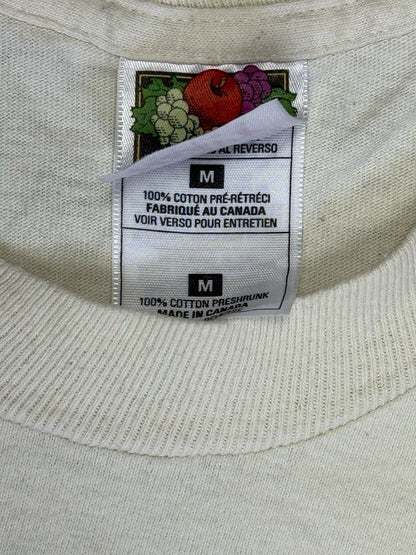 AL REVERSO
M
100% COTON PRÉ-RÉTRÉCI
FABRIQUÉ AU CANADA
VOIR VERSO POUR ENTRETIEN
M
100% COTTON PRESHRUNK
MADE IN CANADA